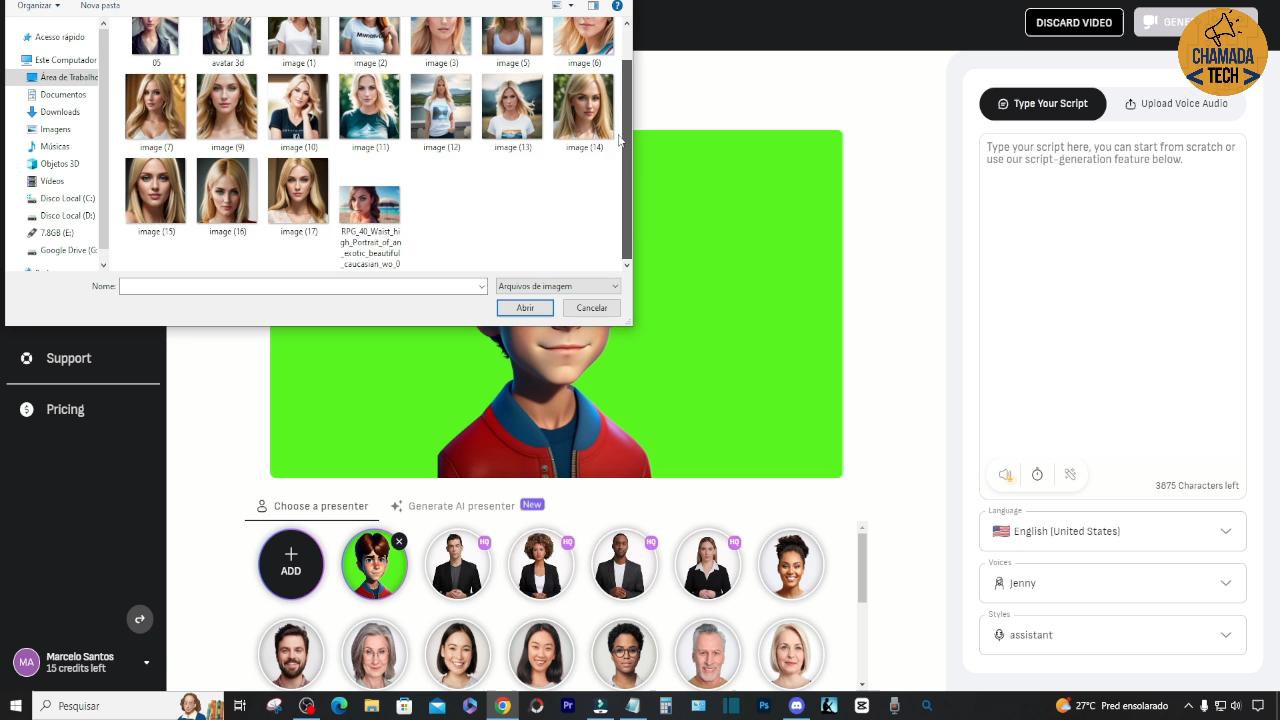 Organizar
Nova pasta
?
Acesso rápido
Este Computador
Área de Trabalho
Documentos
Downloads
Imagens
Músicas
Objetos 3D
Vídeos
Disco Local (C:)
Disco Local (D:)
7.8GB (E:)
Google Drive (G:
05
avatar 3d
image (1)
image (2)
image (3)
image (5)
image (6)
image (7)
image (9)
image (10)
image (11)
image (12)
image (13)
image (14)
image (15)
image (16)
image (17)
RPG_40_Waist_hi
gh_Portrait_of_an
_exotic_beautiful
_caucasian_wo_0
Nome:
Arquivos de imagem
Abrir
Cancelar
DISCARD VIDEO
GENE
CHAMADA
TECH
Type Your Script
Upload Voice Audio
Type your script here, you can start from scratch or
use our script-generation feature below.
3875 Characters left
Language
English (United States)
Voices
Jenny
Styles
assistant
Support
Pricing
Choose a presenter
Generate AI presenter
New
ADD
HQ
HQ
HQ
HQ
MA
Marcelo Santos
15 credits left
Pesquisar
27°C Pred ensolarado